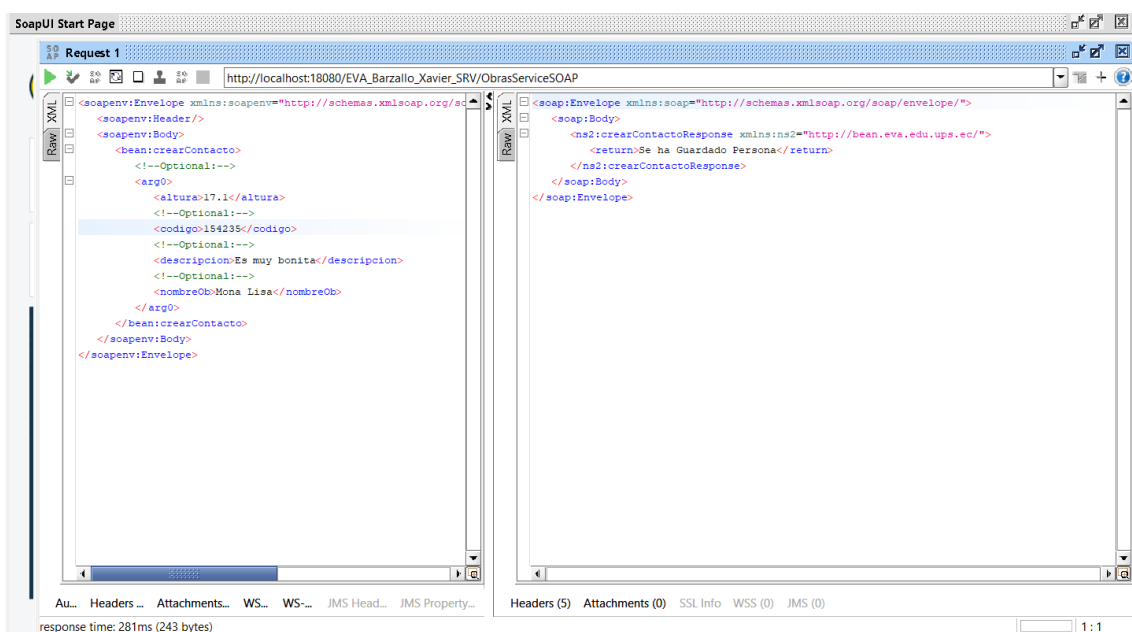 SoapUI Start Page
SO AP Request 1
http://localhost:18080/EVA_Barzallo_Xavier_SRV/ObrasServiceSOAP
XML
Raw
<soapenv:Envelope xmlns:soapenv="http://schemas.xmlsoap.org/so
<soapenv:Header/>
<soapenv:Body>
<bean:crearContacto>
<!--Optional:-->
<arg0>
<altura>17.1</altura>
<!--Optional:-->
<codigo>154235</codigo>
<!--Optional:-->
<descripcion>Es muy bonita</descripcion>
<!--Optional:-->
<nombreOb>Mona Lisa</nombreOb>
</arg0>
</bean:crearContacto>
</soapenv:Body>
</soapenv:Envelope>
Au... Headers ... Attachments... WS... WS-... JMS Head... JMS Property...
XML
Raw
<soap:Envelope xmlns:soap="http://schemas.xmlsoap.org/soap/envelope/">
<soap:Body>
<ns2:crearContactoResponse xmlns:ns2="http://bean.eva.edu.ups.ec/">
<return>Se ha Guardado Persona</return>
</ns2:crearContactoResponse>
</soap:Body>
</soap:Envelope>
Headers (5) Attachments (0) SSL Info WSS (0) JMS (0)
response time: 281ms (243 bytes)
1 : 1